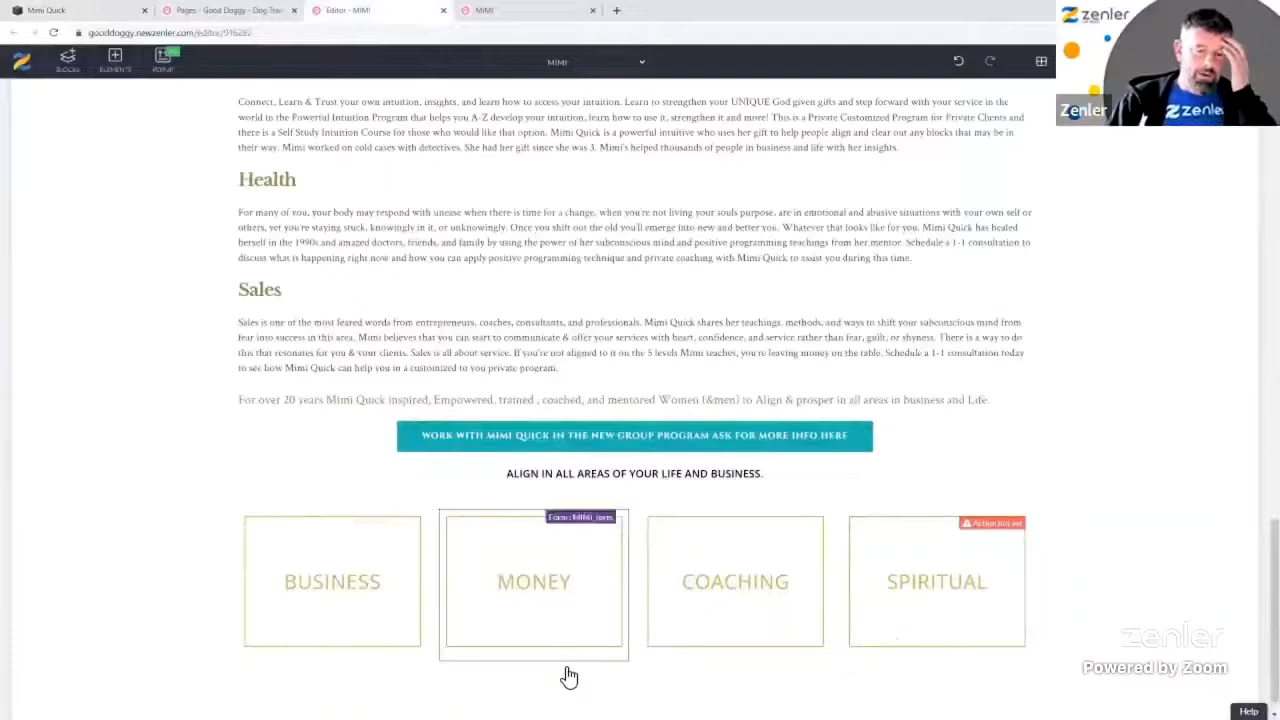 Mimi Quick
Pages - Good Doggy - Dog Train
Editor - MIMI
MIMI
gooddoggy.newzenler.com/editor/916282
BLOCKS
ELEMENTS
POPUP
MIMI
zenler
Zenler
Connect, Learn & Trust your own intuition, insights, and learn how to access your intuition. Learn to strengthen your UNIQUE God given gifts and step forward with your service in the
world in the Powerful Intuition Program that helps you A-Z develop your intuition, learn how to use it, strengthen it and more! This is a Private Customized Program for Private Clients and
there is a Self Study Intuition Course for those who would like that option. Mimi Quick is a powerful intuitive who uses her gift to help people align and clear out any blocks that may be in
their way. Mimi worked on cold cases with detectives. She had her gift since she was 3. Mimi's helped thousands of people in business and life with her insights.
Health
For many of you, your body may respond with unease when there is time for a change, when you're not living your souls purpose, are in emotional and abusive situations with your own self or
others, yet you're staying stuck, knowingly in it, or unknowingly. Once you shift out the old you'll emerge into new and better you. Whatever that looks like for you. Mimi Quick has healed
herself in the 1990s and amazed doctors, friends, and family by using the power of her subconscious mind and positive programming teachings from her mentor. Schedule a 1-1 consultation to
discuss what is happening right now and how you can apply positive programming technique and private coaching with Mimi Quick to assist you during this time.
Sales
Sales is one of the most feared words from entrepreneurs, coaches, consultants, and professionals. Mimi Quick shares her teachings, methods, and ways to shift your subconscious mind from
fear into success in this area. Mimi believes that you can start to communicate & offer your services with heart, confidence, and service rather than fear, guilt, or shyness. There is a way to do
this that resonates for you & your clients. Sales is all about service. If you're not aligned to it on the 5 levels Mimi teaches, you're leaving money on the table. Schedule a 1-1 consultation today
to see how Mimi Quick can help you in a customized to you private program.
For over 20 years Mimi Quick inspired, Empowered, trained , coached, and mentored Women (&men) to Align & prosper in all areas in business and Life.
WORK WITH MIMI QUICK IN THE NEW GROUP PROGRAM ASK FOR MORE INFO HERE
ALIGN IN ALL AREAS OF YOUR LIFE AND BUSINESS.
Form: MIMI_form
Action not set
BUSINESS
MONEY
COACHING
SPIRITUAL
zenler
Powered by Zoom
Help